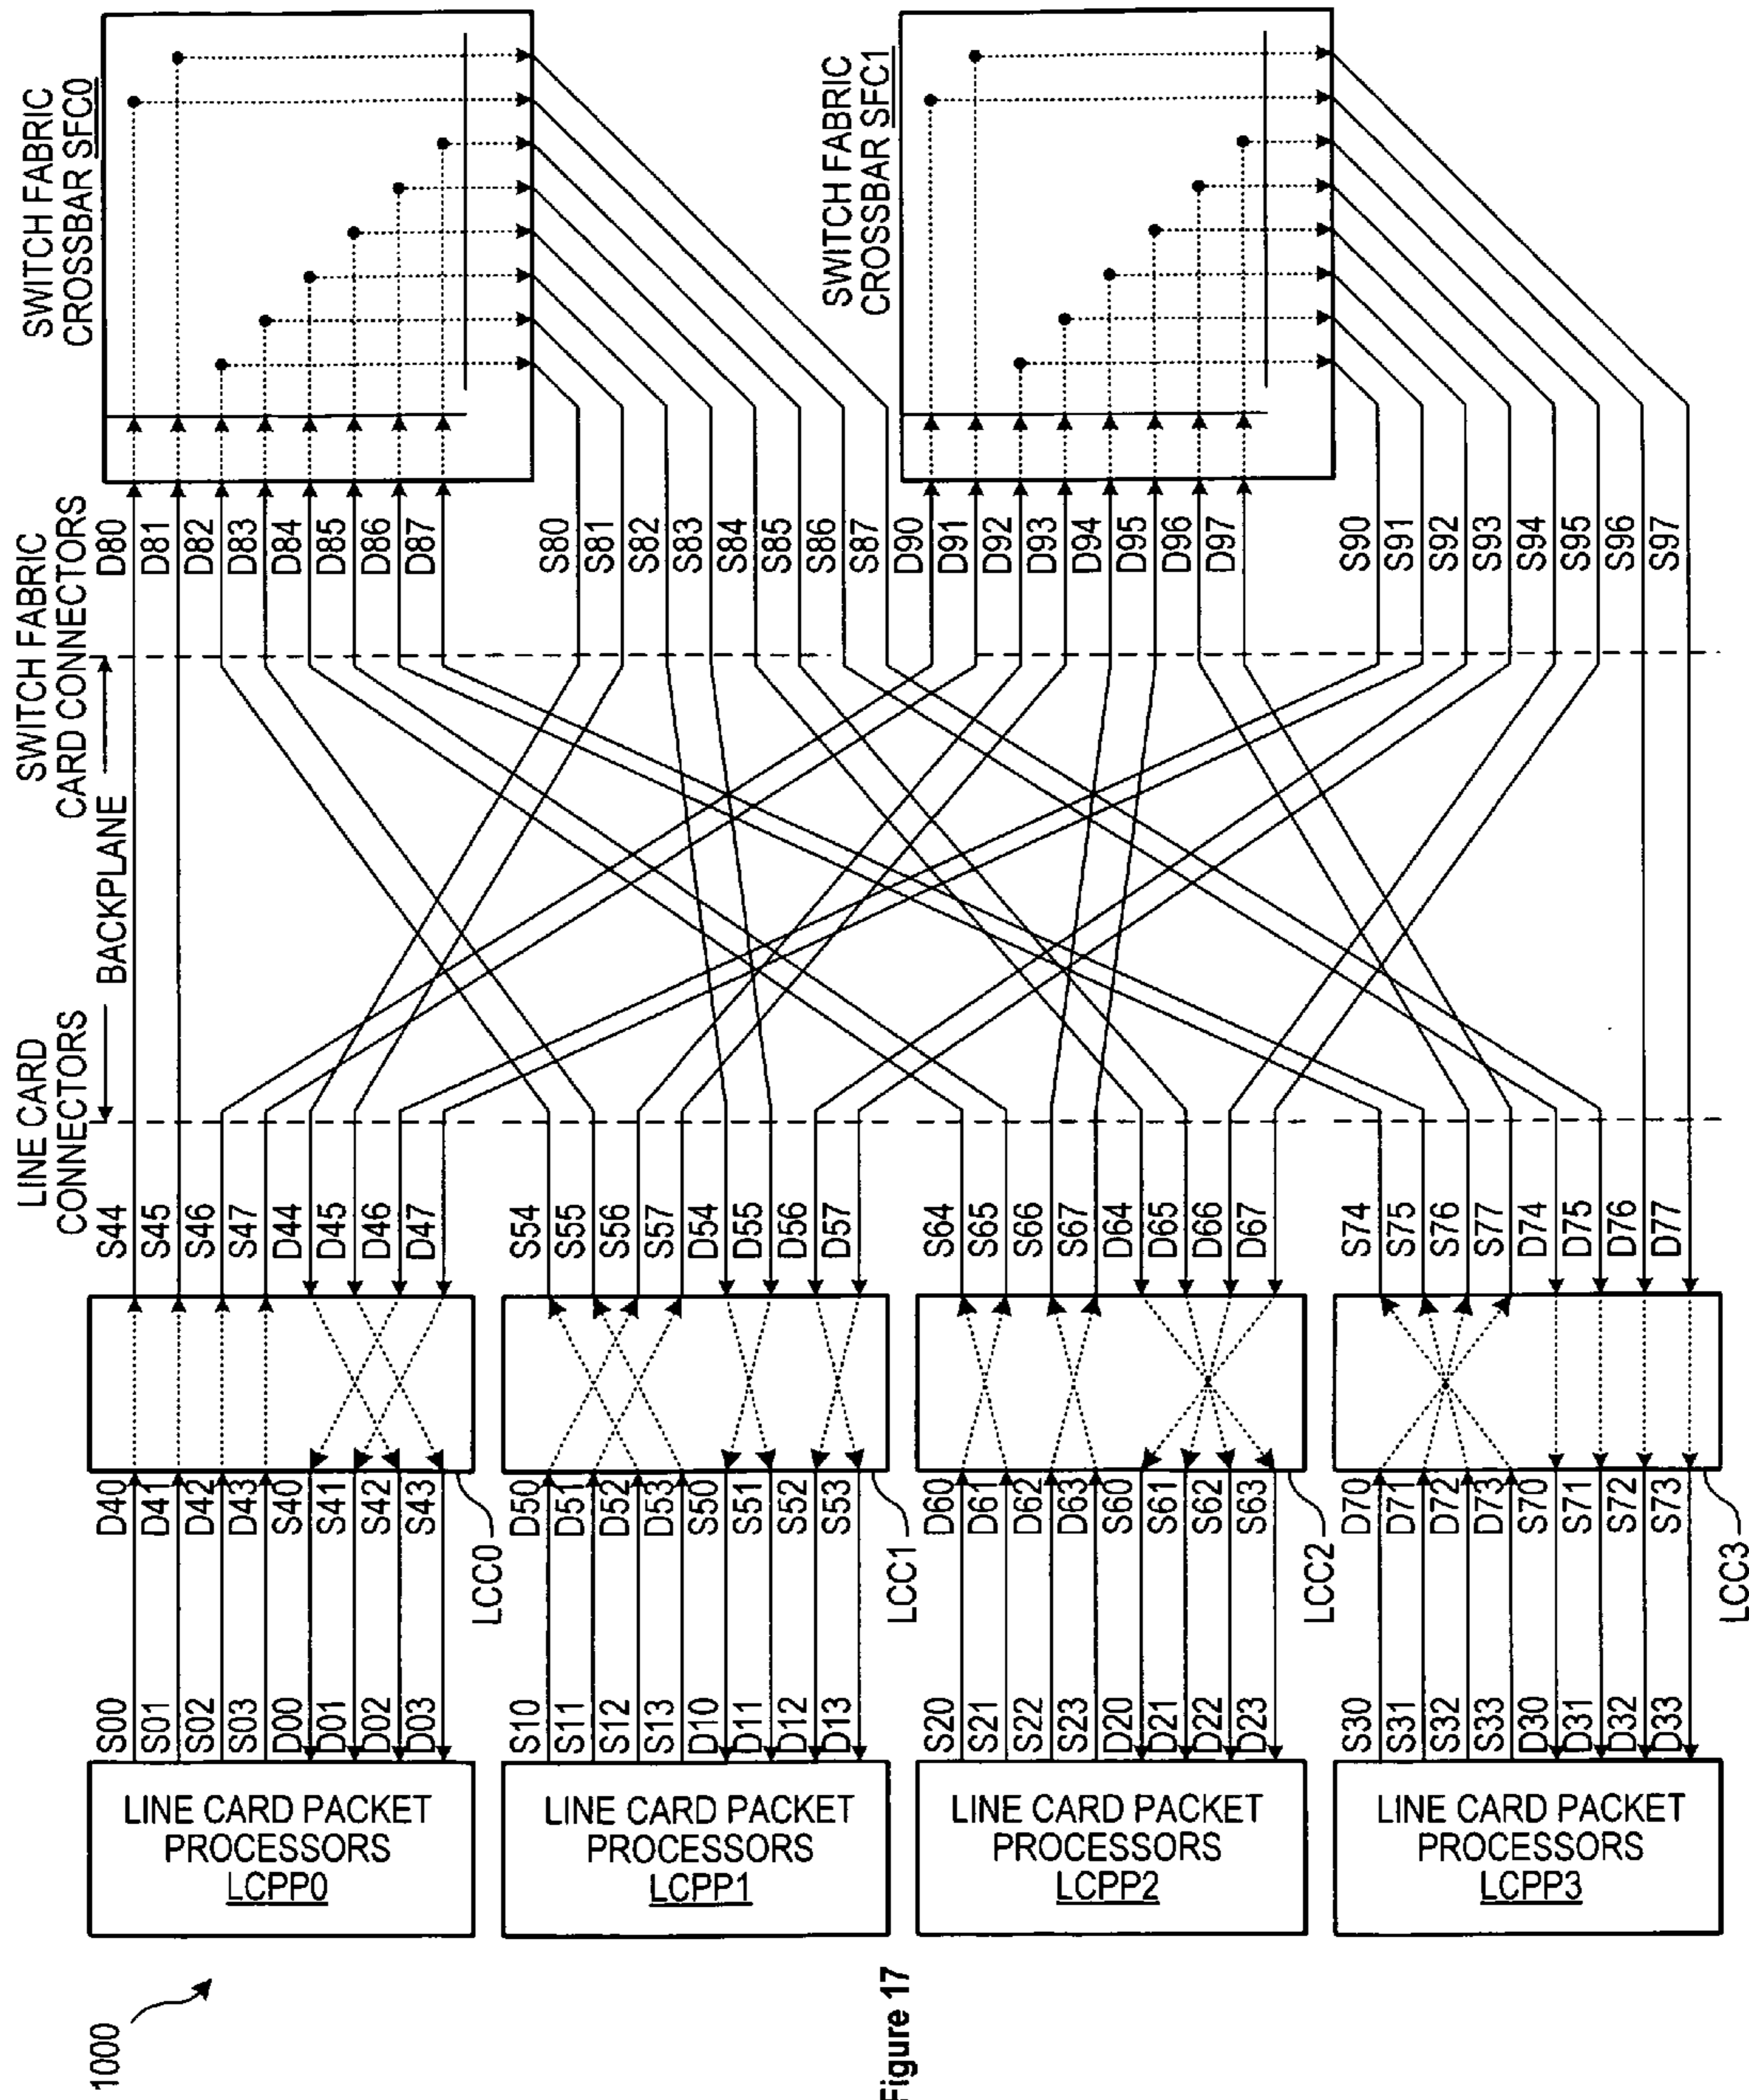 SWITCH FABRIC
CROSSBAR SFC0
SWITCH FABRIC
CROSSBAR SFC1
SWITCH FABRIC
CARD CONNECTORS
D80
D81
D82
D83
D84
D85
D86
D87
S80
S81
S82
S83
S84
S85
S86
S87
D90
D91
D92
D93
D94
D95
D96
D97
S90
S91
S92
S93
S94
S95
S96
S97
BACKPLANE
LINE CARD
CONNECTORS
S44
S45
S46
S47
D44
D45
D46
D47
S54
S55
S56
S57
D54
D55
D56
D57
S64
S65
S66
S67
D64
D65
D66
D67
S74
S75
S76
S77
D74
D75
D76
D77
D40
D41
D42
D43
S40
S41
S42
S43
LCC0
D50
D51
D52
D53
S50
S51
S52
S53
LCC1
D60
D61
D62
D63
S60
S61
S62
S63
LCC2
D70
D71
D72
D73
S70
S71
S72
S73
LCC3
S00
S01
S02
S03
D00
D01
D02
D03
S10
S11
S12
S13
D10
D11
D12
D13
S20
S21
S22
S23
D20
D21
D22
D23
S30
S31
S32
S33
D30
D31
D32
D33
LINE CARD PACKET
PROCESSORS
LCPP0
LINE CARD PACKET
PROCESSORS
LCPP1
LINE CARD PACKET
PROCESSORS
LCPP2
LINE CARD PACKET
PROCESSORS
LCPP3
1000
Figure 17